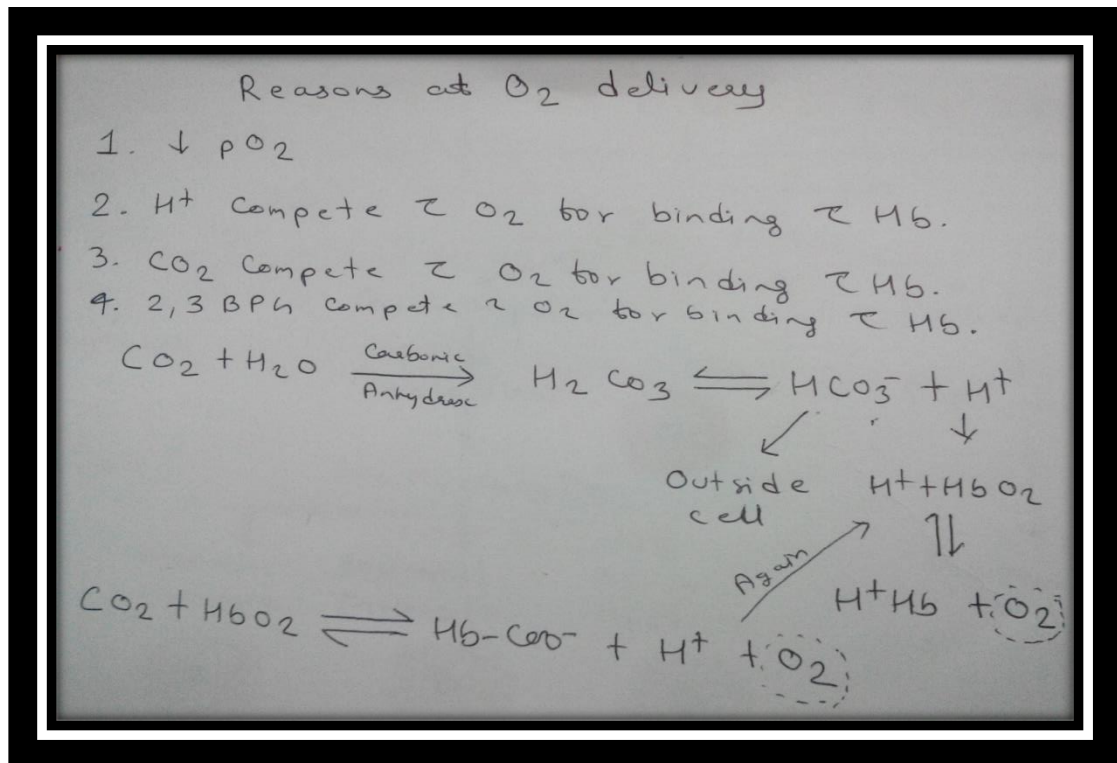 Reasons at O2 delivery
1. ↓ pO2
2. H+ Compete c̄ O2 for binding c̄ Hb.
3. CO2 Compete c̄ O2 for binding c̄ Hb.
4. 2,3 BPG compete c̄ O2 for binding c̄ Hb.
CO2 + H2O Carbonic Anhydrase → H2CO3 ⇌ HCO3- + H+
↙ ↓
Outside cell
H+ + HbO2
⇌
H+Hb + O2
Again
CO2 + HbO2 ⇌ Hb-Coo- + H+ + O2